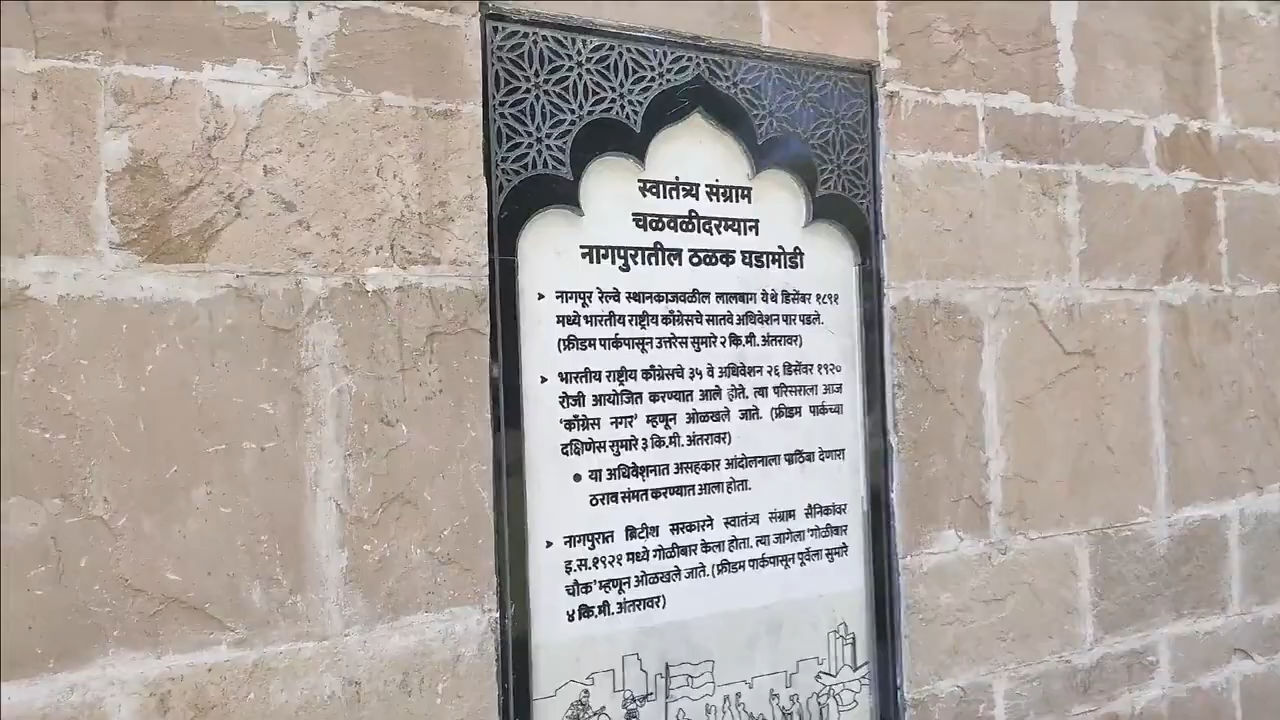 स्वातंत्र्य संग्राम
चळवळीदरम्यान
नागपुरातील ठळक घडामोडी
➤ नागपूर रेल्वे स्थानकाजवळील लालबाग येथे डिसेंबर १८९१
मध्ये भारतीय राष्ट्रीय काँग्रेसचे सातवे अधिवेशन पार पडले.
(फ्रीडम पार्कपासून उत्तरेस सुमारे २ कि.मी. अंतरावर)
➤ भारतीय राष्ट्रीय काँग्रेसचे ३५ वे अधिवेशन २६ डिसेंबर १९२०
रोजी आयोजित करण्यात आले होते. त्या परिसराला आज
‘काँग्रेस नगर’ म्हणून ओळखले जाते. (फ्रीडम पार्कच्या
दक्षिणेस सुमारे ३ कि.मी. अंतरावर)
● या अधिवेशनात असहकार आंदोलनाला पाठिंबा देणारा
ठराव संमत करण्यात आला होता.
➤ नागपुरात ब्रिटीश सरकारने स्वातंत्र्य संग्राम सैनिकांवर
इ.स.१९२१ मध्ये गोळीबार केला होता. त्या जागेला ‘गोळीबार
चौक’ म्हणून ओळखले जाते. (फ्रीडम पार्कपासून पूर्वेला सुमारे
४ कि.मी. अंतरावर)